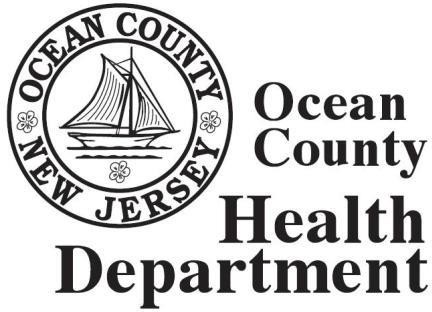 OCEAN COUNTY
NEW JERSEY
Ocean
County
Health
Department